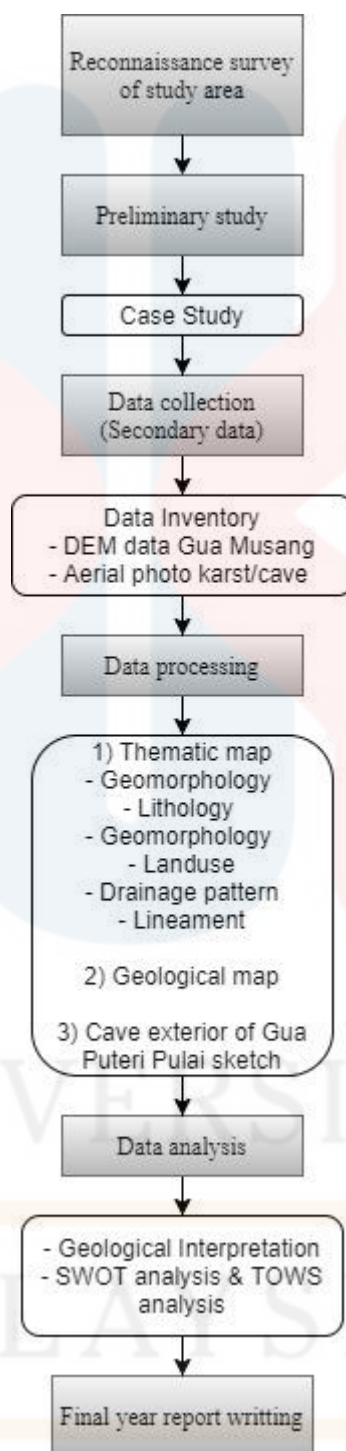 Reconnaissance survey
of study area
Preliminary study
Case Study
Data collection
(Secondary data)
Data Inventory
- DEM data Gua Musang
- Aerial photo karst/cave
Data processing
1) Thematic map
- Geomorphology
- Lithology
- Geomorphology
- Landuse
- Drainage pattern
- Lineament
2) Geological map
3) Cave exterior of Gua
Puteri Pulai sketch
VERSI
Data analysis
- Geological Interpretation
- SWOT analysis & TOWS
analysis
LAYS
Final year report writting